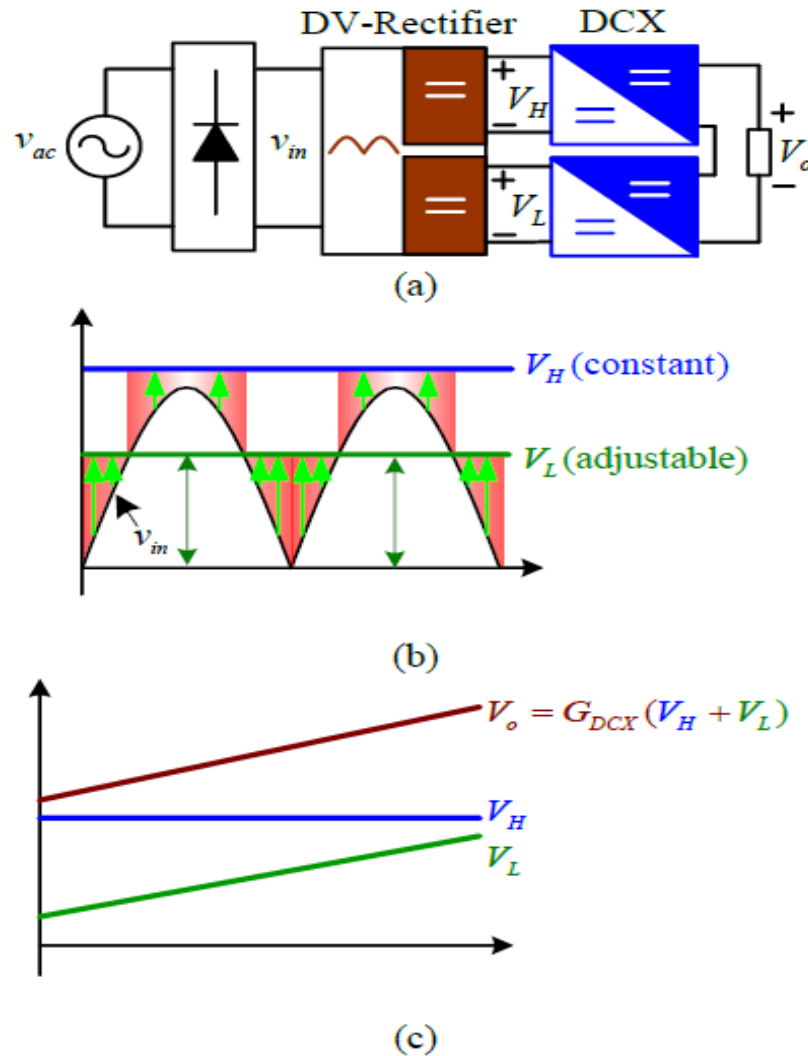 DV-Rectifier DCX
v_ac v_in + V_H − + V_o −
+ V_L −
(a)
V_H (constant)
V_L (adjustable)
v_in
(b)
V_o = G_DCX (V_H + V_L)
V_H
V_L
(c)